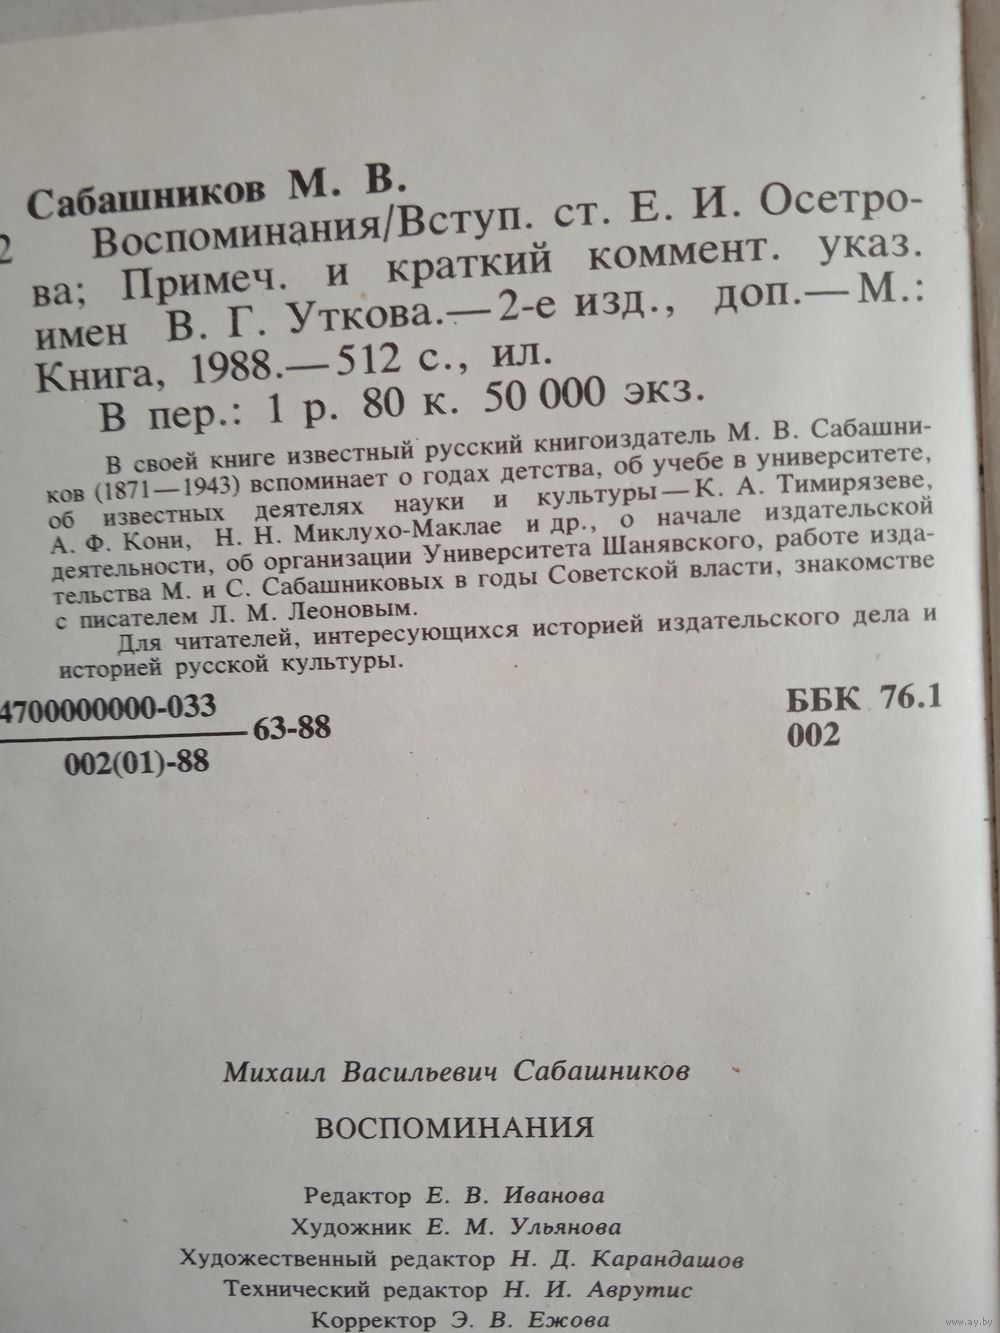 Сабашников М. В.
2 Воспоминания/Вступ. ст. Е. И. Осетро-
ва; Примеч. и краткий коммент. указ.
имен В. Г. Уткова.— 2-е изд., доп.— М.:
Книга, 1988.— 512 с., ил.
В пер.: 1 р. 80 к. 50 000 экз.
В своей книге известный русский книгоиздатель М. В. Сабашни-
ков (1871—1943) вспоминает о годах детства, об учебе в университете,
об известных деятелях науки и культуры — К. А. Тимирязеве,
А. Ф. Кони, Н. Н. Миклухо-Маклае и др., о начале издательской
деятельности, об организации Университета Шанявского, работе изда-
тельства М. и С. Сабашниковых в годы Советской власти, знакомстве
с писателем Л. М. Леоновым.
Для читателей, интересующихся историей издательского дела и
историей русской культуры.
4700000000-033
63-88
002(01)-88
ББК 76.1
002
Михаил Васильевич Сабашников
ВОСПОМИНАНИЯ
Редактор Е. В. Иванова
Художник Е. М. Ульянова
Художественный редактор Н. Д. Карандашов
Технический редактор Н. И. Аврутис
Корректор Э. В. Ежова
www.ay.by